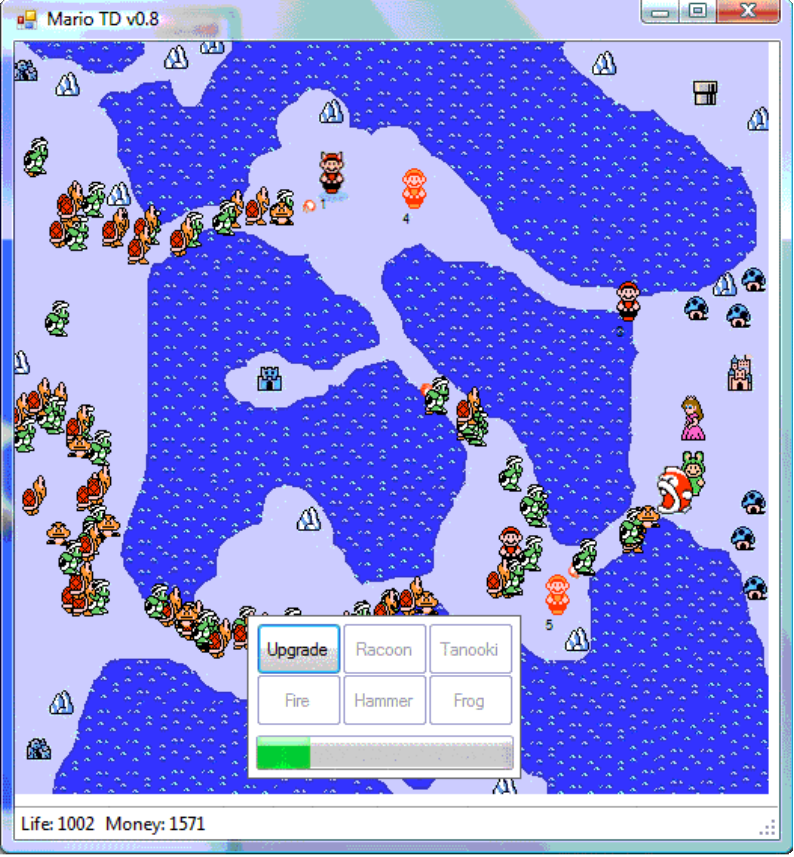 Mario TD v0.8
1
4
Upgrade Racoon Tanooki
5
Fire Hammer Frog
Life: 1002 Money: 1571